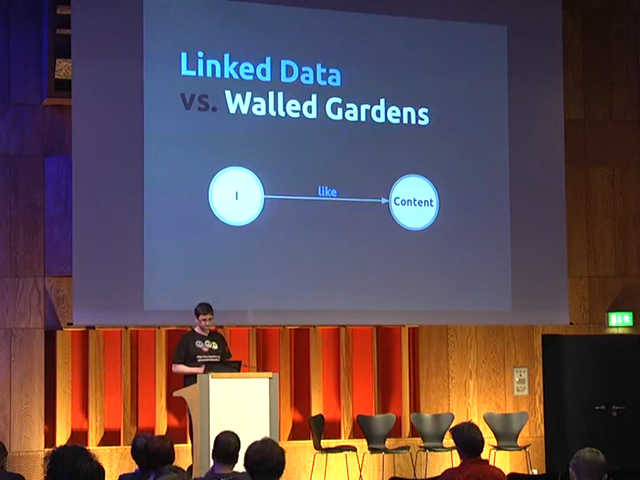 Linked Data
vs. Walled Gardens
I
like
Content